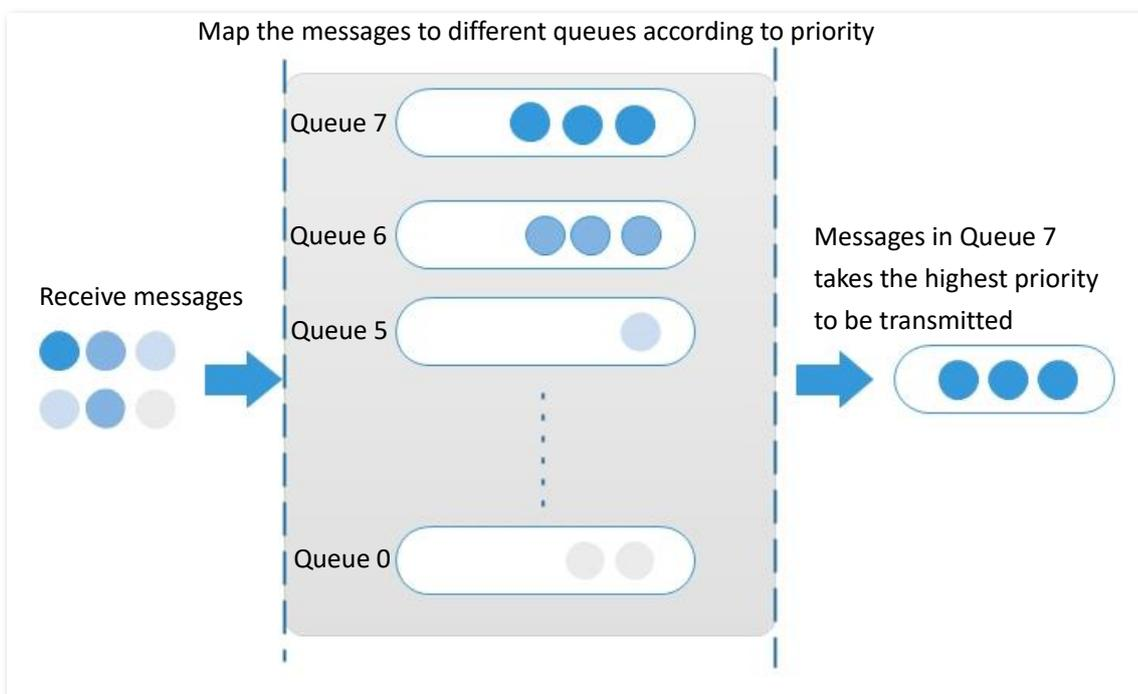 Map the messages to different queues according to priority
Queue 7
Queue 6
Queue 5
Queue 0
Receive messages
Messages in Queue 7
takes the highest priority
to be transmitted